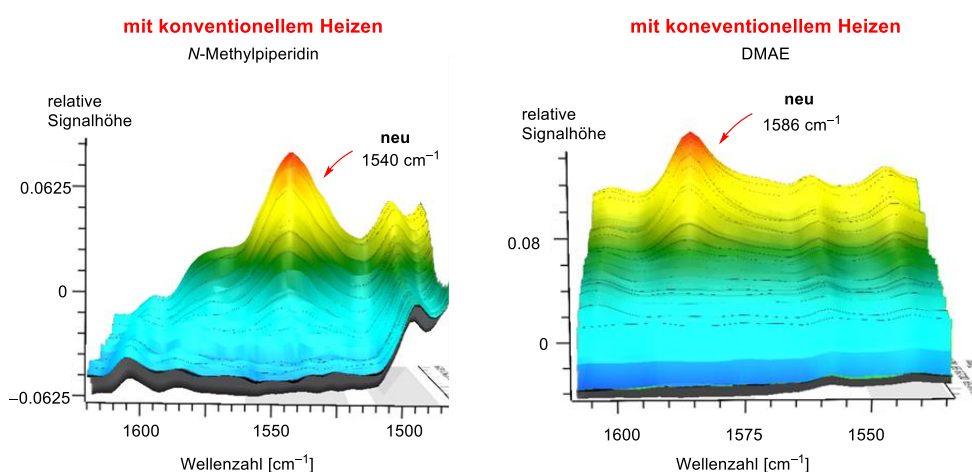 mit konventionellem Heizen
N-Methylpiperidin
relative
Signalhöhe
neu
1540 cm⁻¹
0.0625
0
–0.0625
1600
1550
1500
Wellenzahl [cm⁻¹]
mit koneventionellem Heizen
DMAE
relative
Signalhöhe
neu
1586 cm⁻¹
0.08
0
1600
1575
1550
Wellenzahl [cm⁻¹]